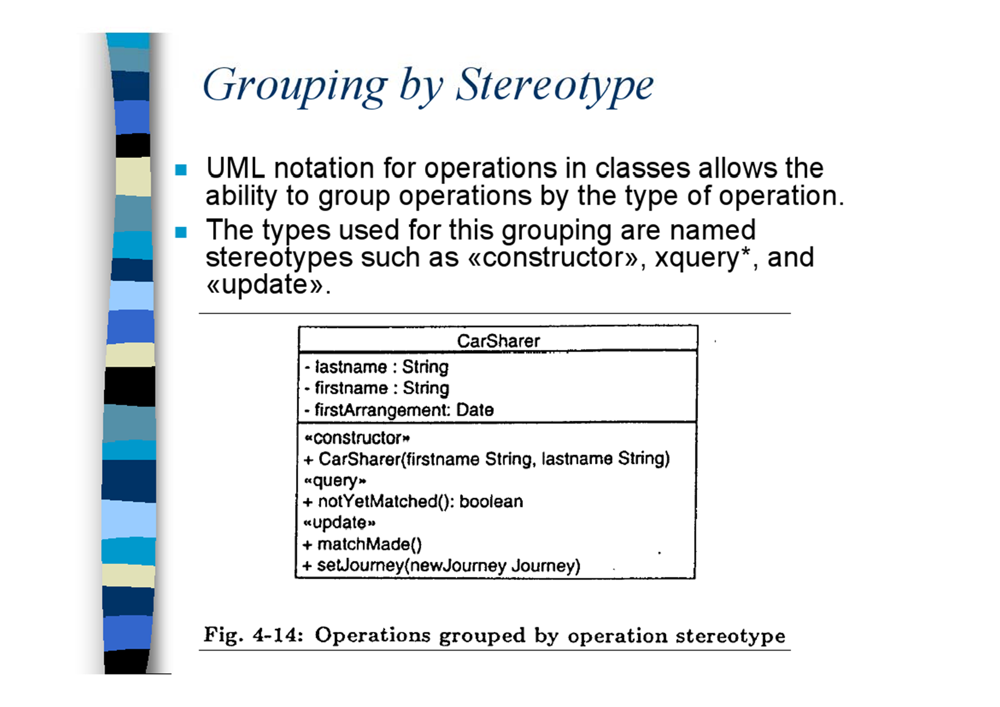 Grouping by Stereotype
UML notation for operations in classes allows the
ability to group operations by the type of operation.
The types used for this grouping are named
stereotypes such as «constructor», xquery*, and
«update».
CarSharer
- lastname : String
- firstname : String
- firstArrangement: Date
«constructor»
+ CarSharer(firstname String, lastname String)
«query»
+ notYetMatched(): boolean
«update»
+ matchMade()
+ setJourney(newJourney Journey)
Fig. 4-14: Operations grouped by operation stereotype